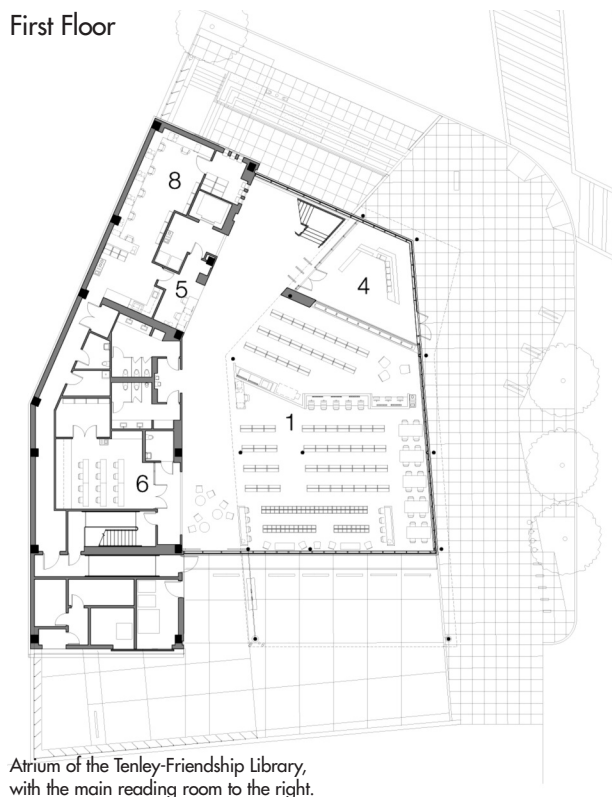 First Floor
8
5
4
1
6
Atrium of the Tenley-Friendship Library,
with the main reading room to the right.